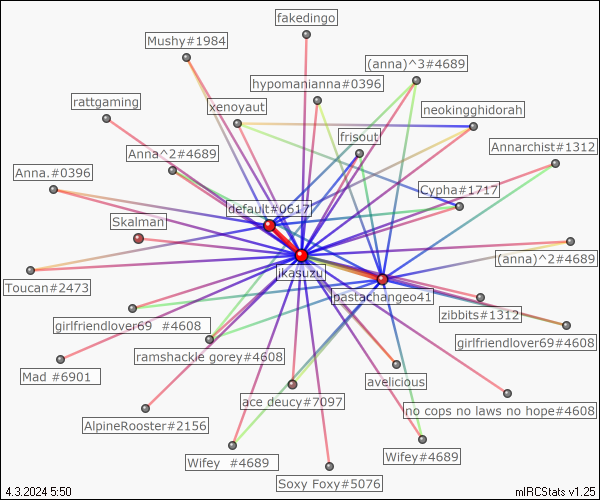 fakedingo
Mushy#1984
(anna)^3#4689
hypomanianna#0396
rattgaming
xenoyaut
neokingghidorah
frisout
Annarchist#1312
Anna^2#4689
Anna.#0396
Cypha#1717
default#0617
Skalman
(anna)^2#4689
jkasuzu
Toucan#2473
pastachangeo41
zibbits#1312
girlfriendlover69 #4608
girlfriendlover69#4608
ramshackle gorey#4608
Mad #6901
avelicious
ace deucy#7097
no cops no laws no hope#4608
AlpineRooster#2156
Wifey #4689
Wifey#4689
Soxy Foxy#5076
4.3.2024 5:50
mIRCStats v1.25